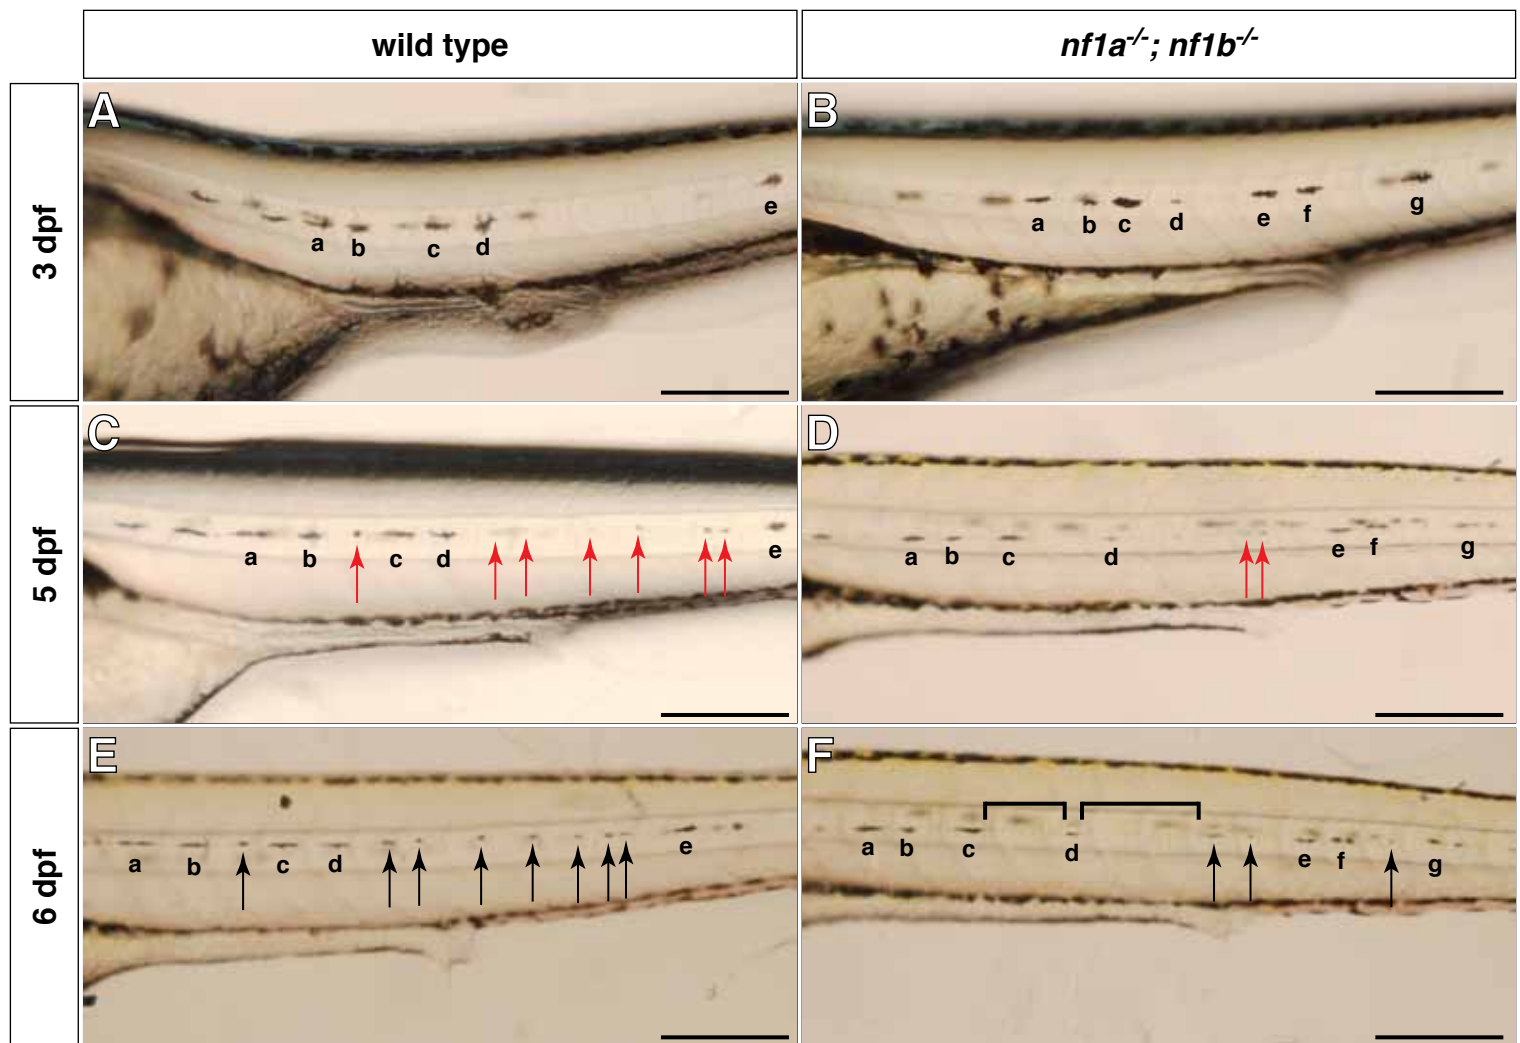 wild type
nf1a-/-; nf1b-/-
3 dpf
A
a b c d e
B
a b c d e f g
5 dpf
C
a b c d e
D
a b c d e f g
6 dpf
E
a b c d e
F
a b c d e f g